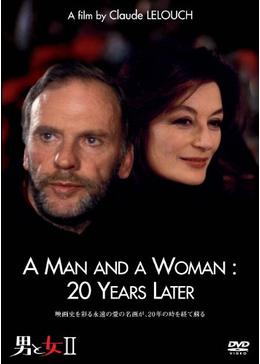 A film by Claude LELOUCH
A MAN AND A WOMAN :
20 YEARS LATER
映画史を彩る永遠の愛の名画が、20年の時を経て蘇る
男と女II
DVD
VIDEO